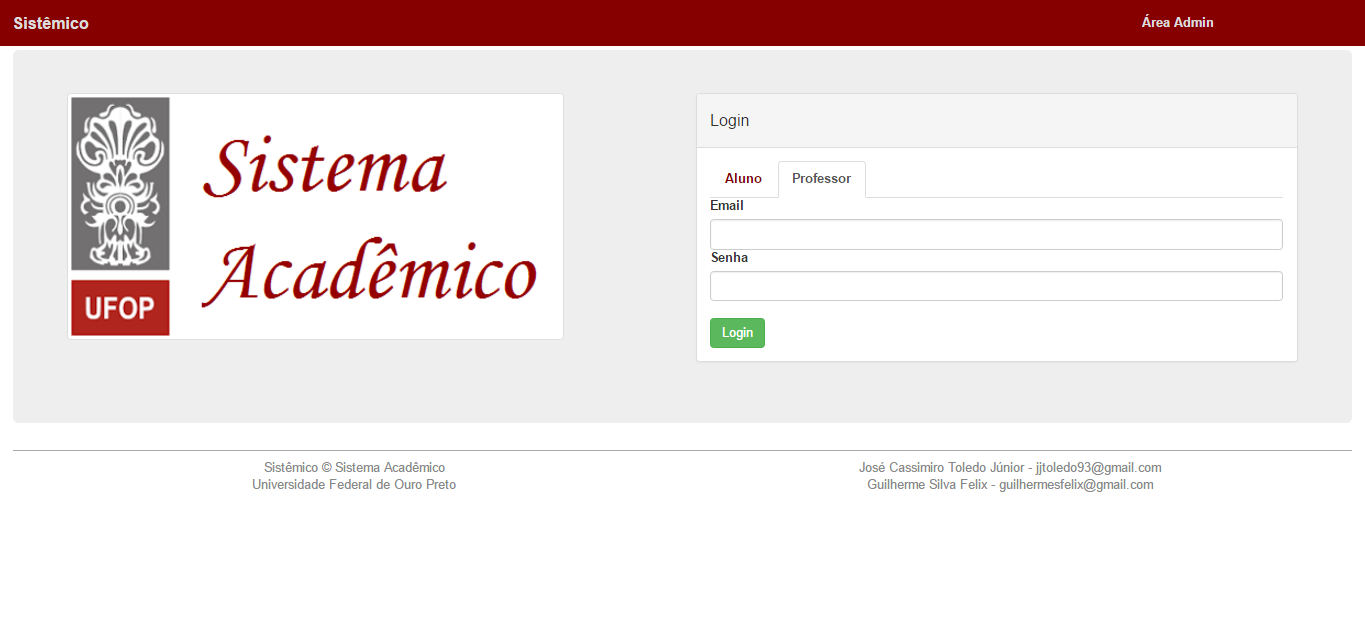 Sistêmico
Área Admin
Sistema
Acadêmico
UFOP
Login
Aluno
Professor
Email
Senha
Login
Sistêmico © Sistema Acadêmico
Universidade Federal de Ouro Preto
José Cassimiro Toledo Júnior - jjtoledo93@gmail.com
Guilherme Silva Felix - guilhermesfelix@gmail.com